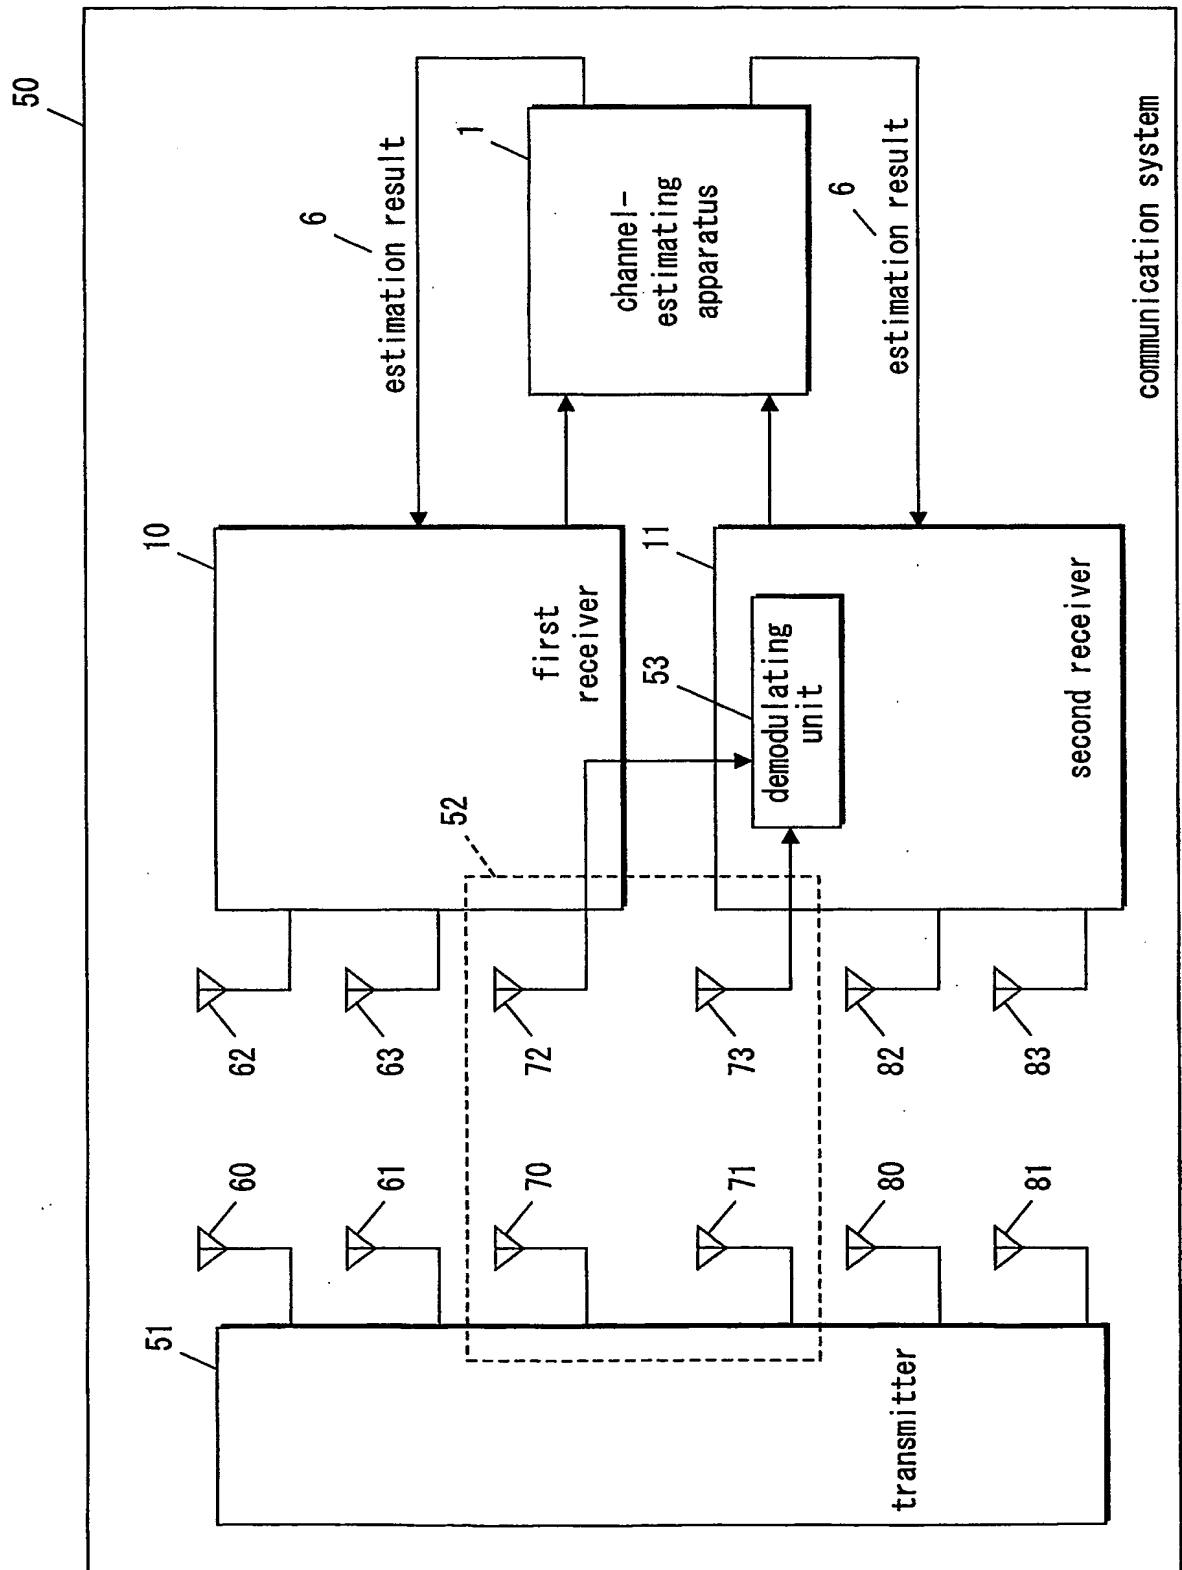 50
communication system
51
transmitter
60
61
70
71
80
81
62
63
72
73
82
83
52
10
first
receiver
11
53
demodulating
unit
second receiver
1
channel-
estimating
apparatus
6
estimation result
6
estimation result